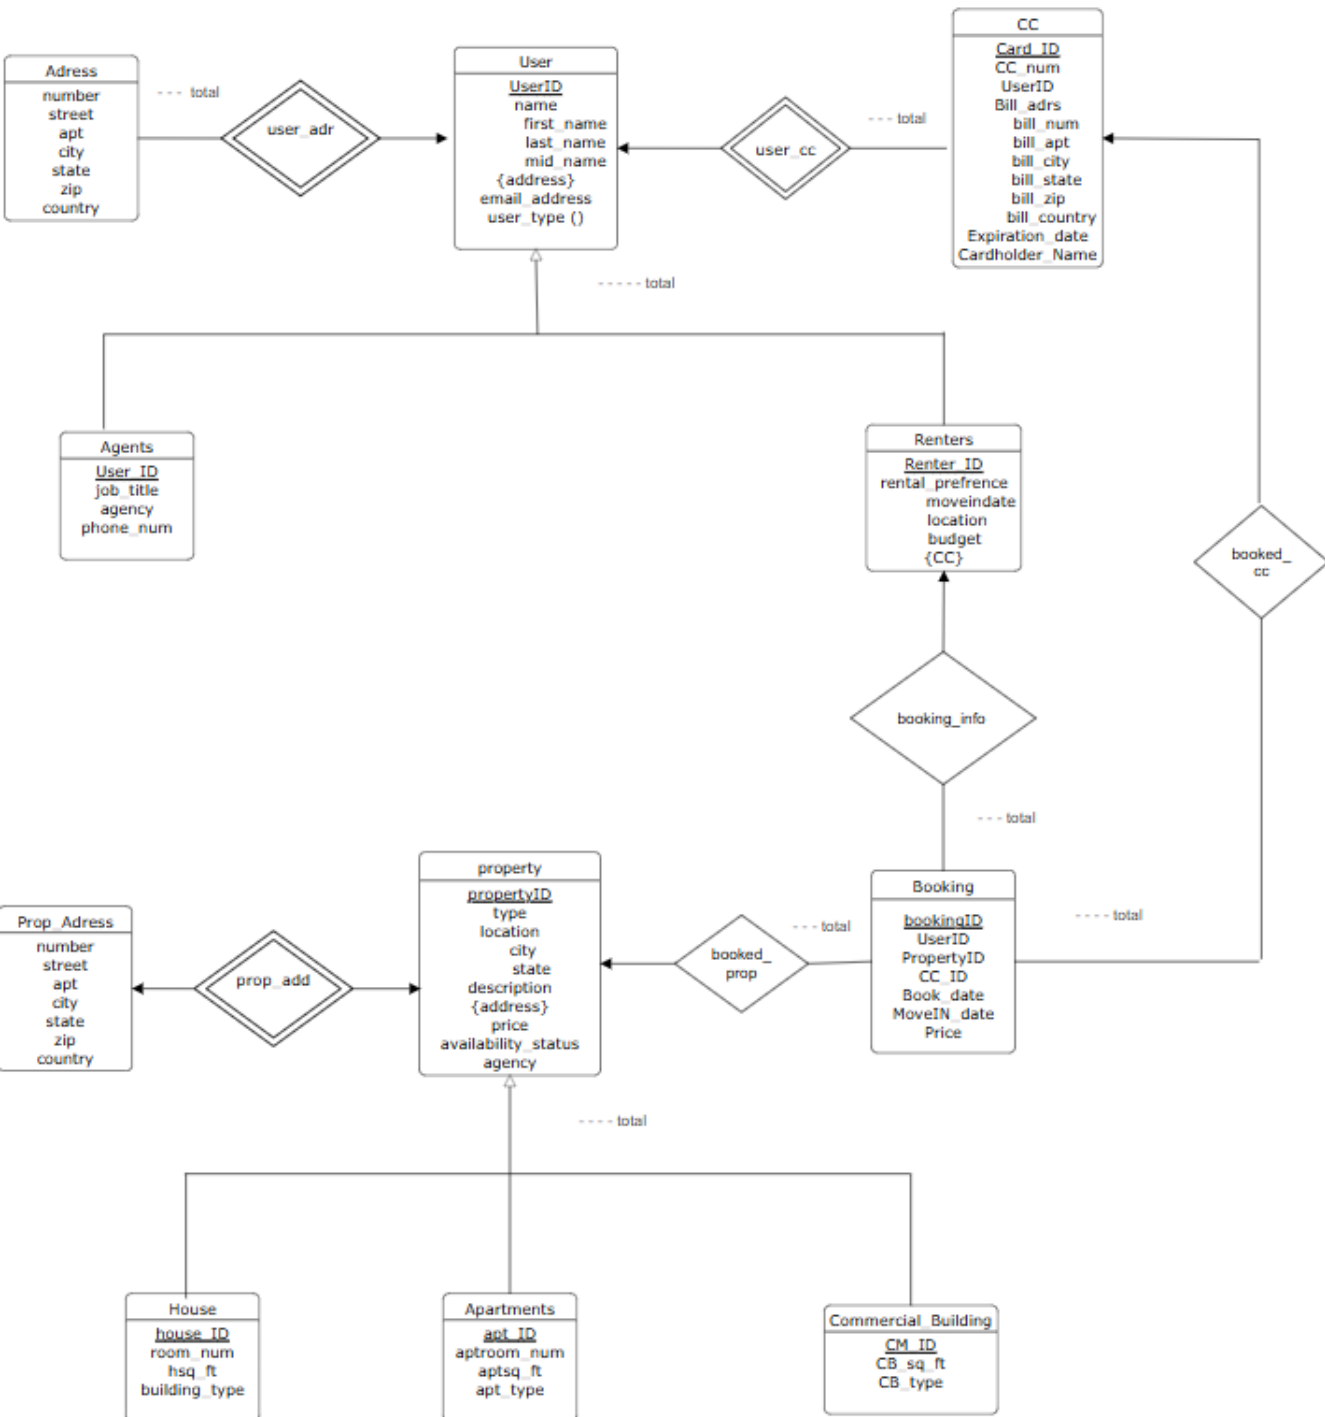 CC
Card_ID
CC_num
UserID
Bill_adrs
bill_num
bill_apt
bill_city
bill_state
bill_zip
bill_country
Expiration_date
Cardholder_Name
User
UserID
name
first_name
last_name
mid_name
{address}
email_address
user_type ()
Adress
number
street
apt
city
state
zip
country
--- total
user_adr
user_cc
--- total
----- total
Agents
User_ID
job_title
agency
phone_num
Renters
Renter_ID
rental_prefrence
moveindate
location
budget
{CC}
booked_
cc
booking_info
--- total
property
propertyID
type
location
city
state
description
{address}
price
availability_status
agency
Booking
bookingID
UserID
PropertyID
CC_ID
Book_date
MoveIN_date
Price
Prop_Adress
number
street
apt
city
state
zip
country
prop_add
booked_
prop
--- total
---- total
---- total
House
house_ID
room_num
hsq_ft
building_type
Apartments
apt_ID
aptroom_num
aptsq_ft
apt_type
Commercial_Building
CM_ID
CB_sq_ft
CB_type